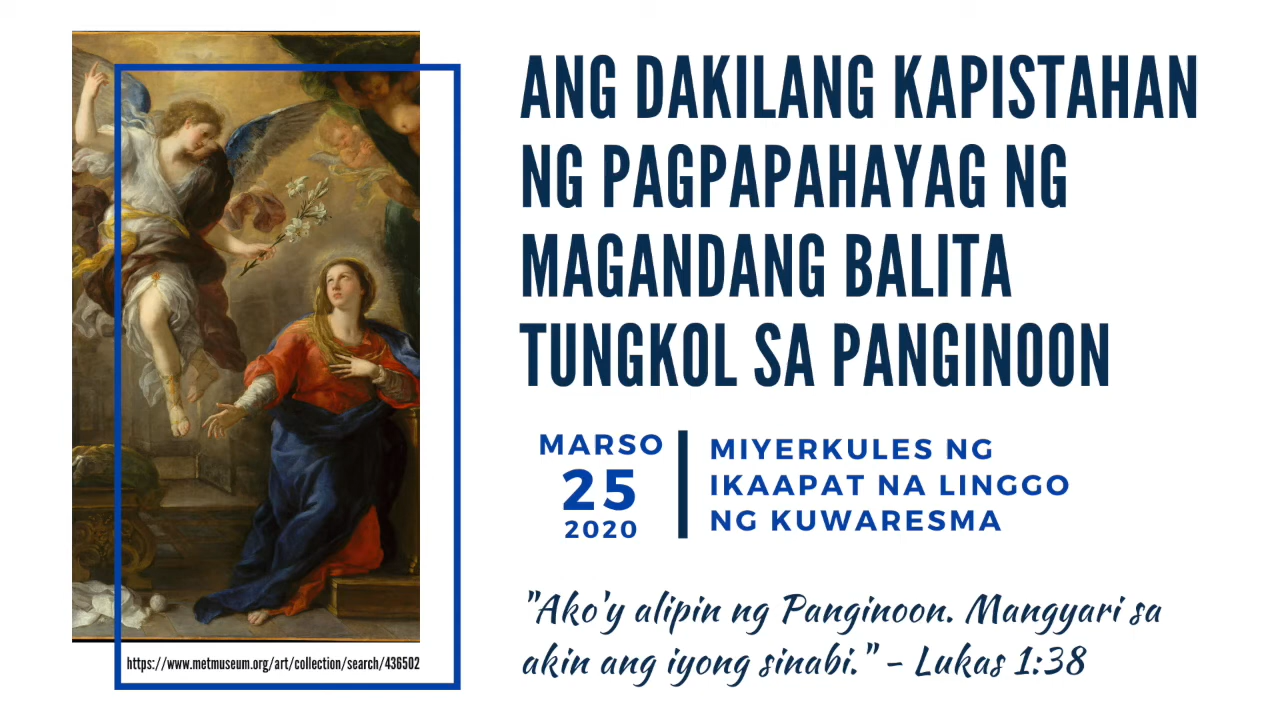 ANG DAKILANG KAPISTAHAN
NG PAGPAPAHAYAG NG
MAGANDANG BALITA
TUNGKOL SA PANGINOON
MARSO
25
2020
MIYERKULES NG
IKAAPAT NA LINGGO
NG KUWARESMA
"Ako'y alipin ng Panginoon. Mangyari sa
akin ang iyong sinabi." - Lukas 1:38
https://www.metmuseum.org/art/collection/search/436502